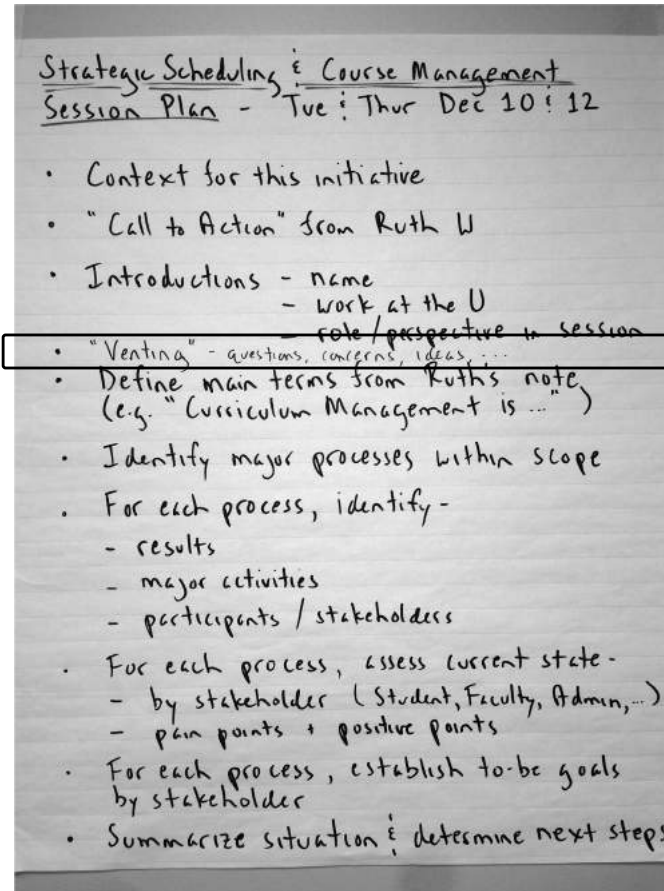 Strategic Scheduling & Course Management
Session Plan - Tue & Thur Dec 10 & 12
· Context for this initiative
· "Call to Action" from Ruth W
· Introductions - name
- work at the U
- role/perspective in session
· "Venting" - questions, concerns, ideas, ...
· Define main terms from Ruth's note
(e.g. "Curriculum Management is ...")
· Identify major processes within scope
· For each process, identify -
- results
- major activities
- participants / stakeholders
· For each process, assess current state -
- by stakeholder (Student, Faculty, Admin, ...)
- pain points + positive points
· For each process, establish to-be goals
by stakeholder
· Summarize situation & determine next steps